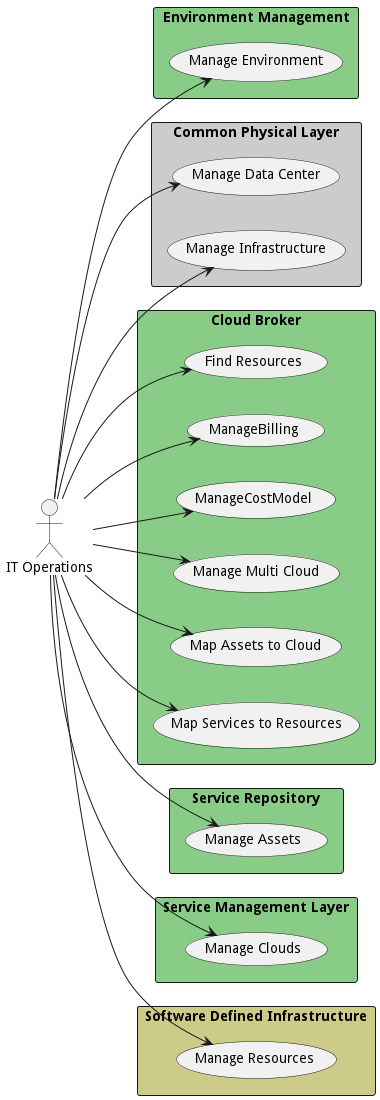 Environment Management
Manage Environment
Common Physical Layer
Manage Data Center
Manage Infrastructure
Cloud Broker
Find Resources
ManageBilling
ManageCostModel
IT Operations
Manage Multi Cloud
Map Assets to Cloud
Map Services to Resources
Service Repository
Manage Assets
Service Management Layer
Manage Clouds
Software Defined Infrastructure
Manage Resources